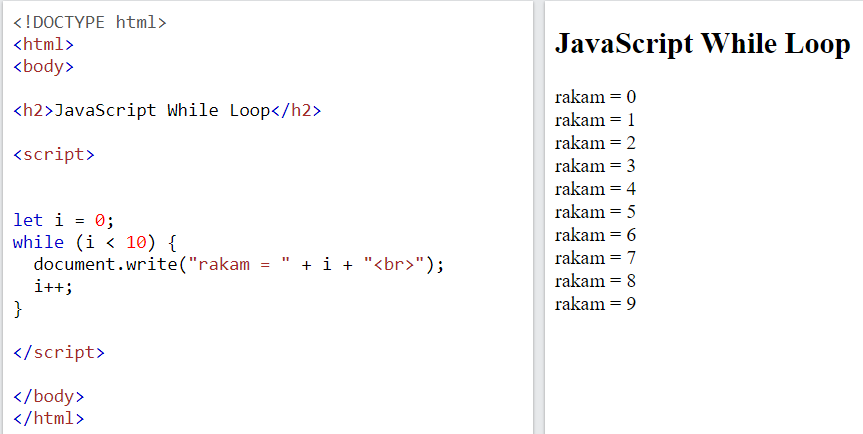 <!DOCTYPE html>
<html>
<body>
<h2>JavaScript While Loop</h2>
<script>
let i = 0;
while (i < 10) {
  document.write("rakam = " + i + "<br>");
  i++;
}
</script>
</body>
</html>
JavaScript While Loop
rakam = 0
rakam = 1
rakam = 2
rakam = 3
rakam = 4
rakam = 5
rakam = 6
rakam = 7
rakam = 8
rakam = 9